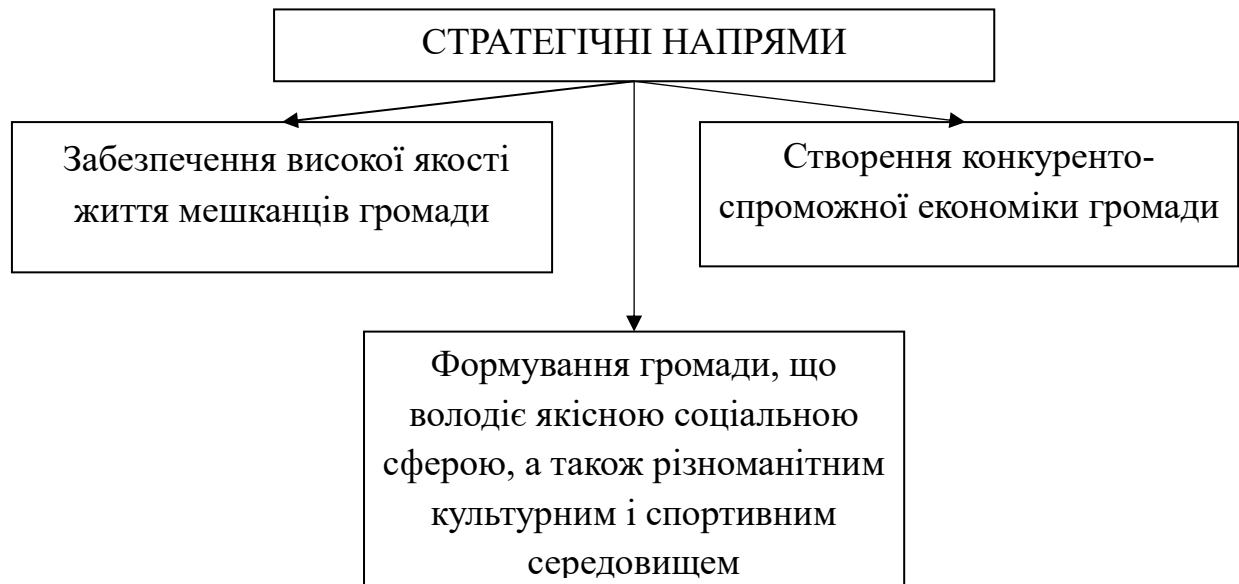 СТРАТЕГІЧНІ НАПРЯМИ
Забезпечення високої якості
життя мешканців громади
Створення конкуренто-
спроможної економіки громади
Формування громади, що
володіє якісною соціальною
сферою, а також різноманітним
культурним і спортивним
середовищем